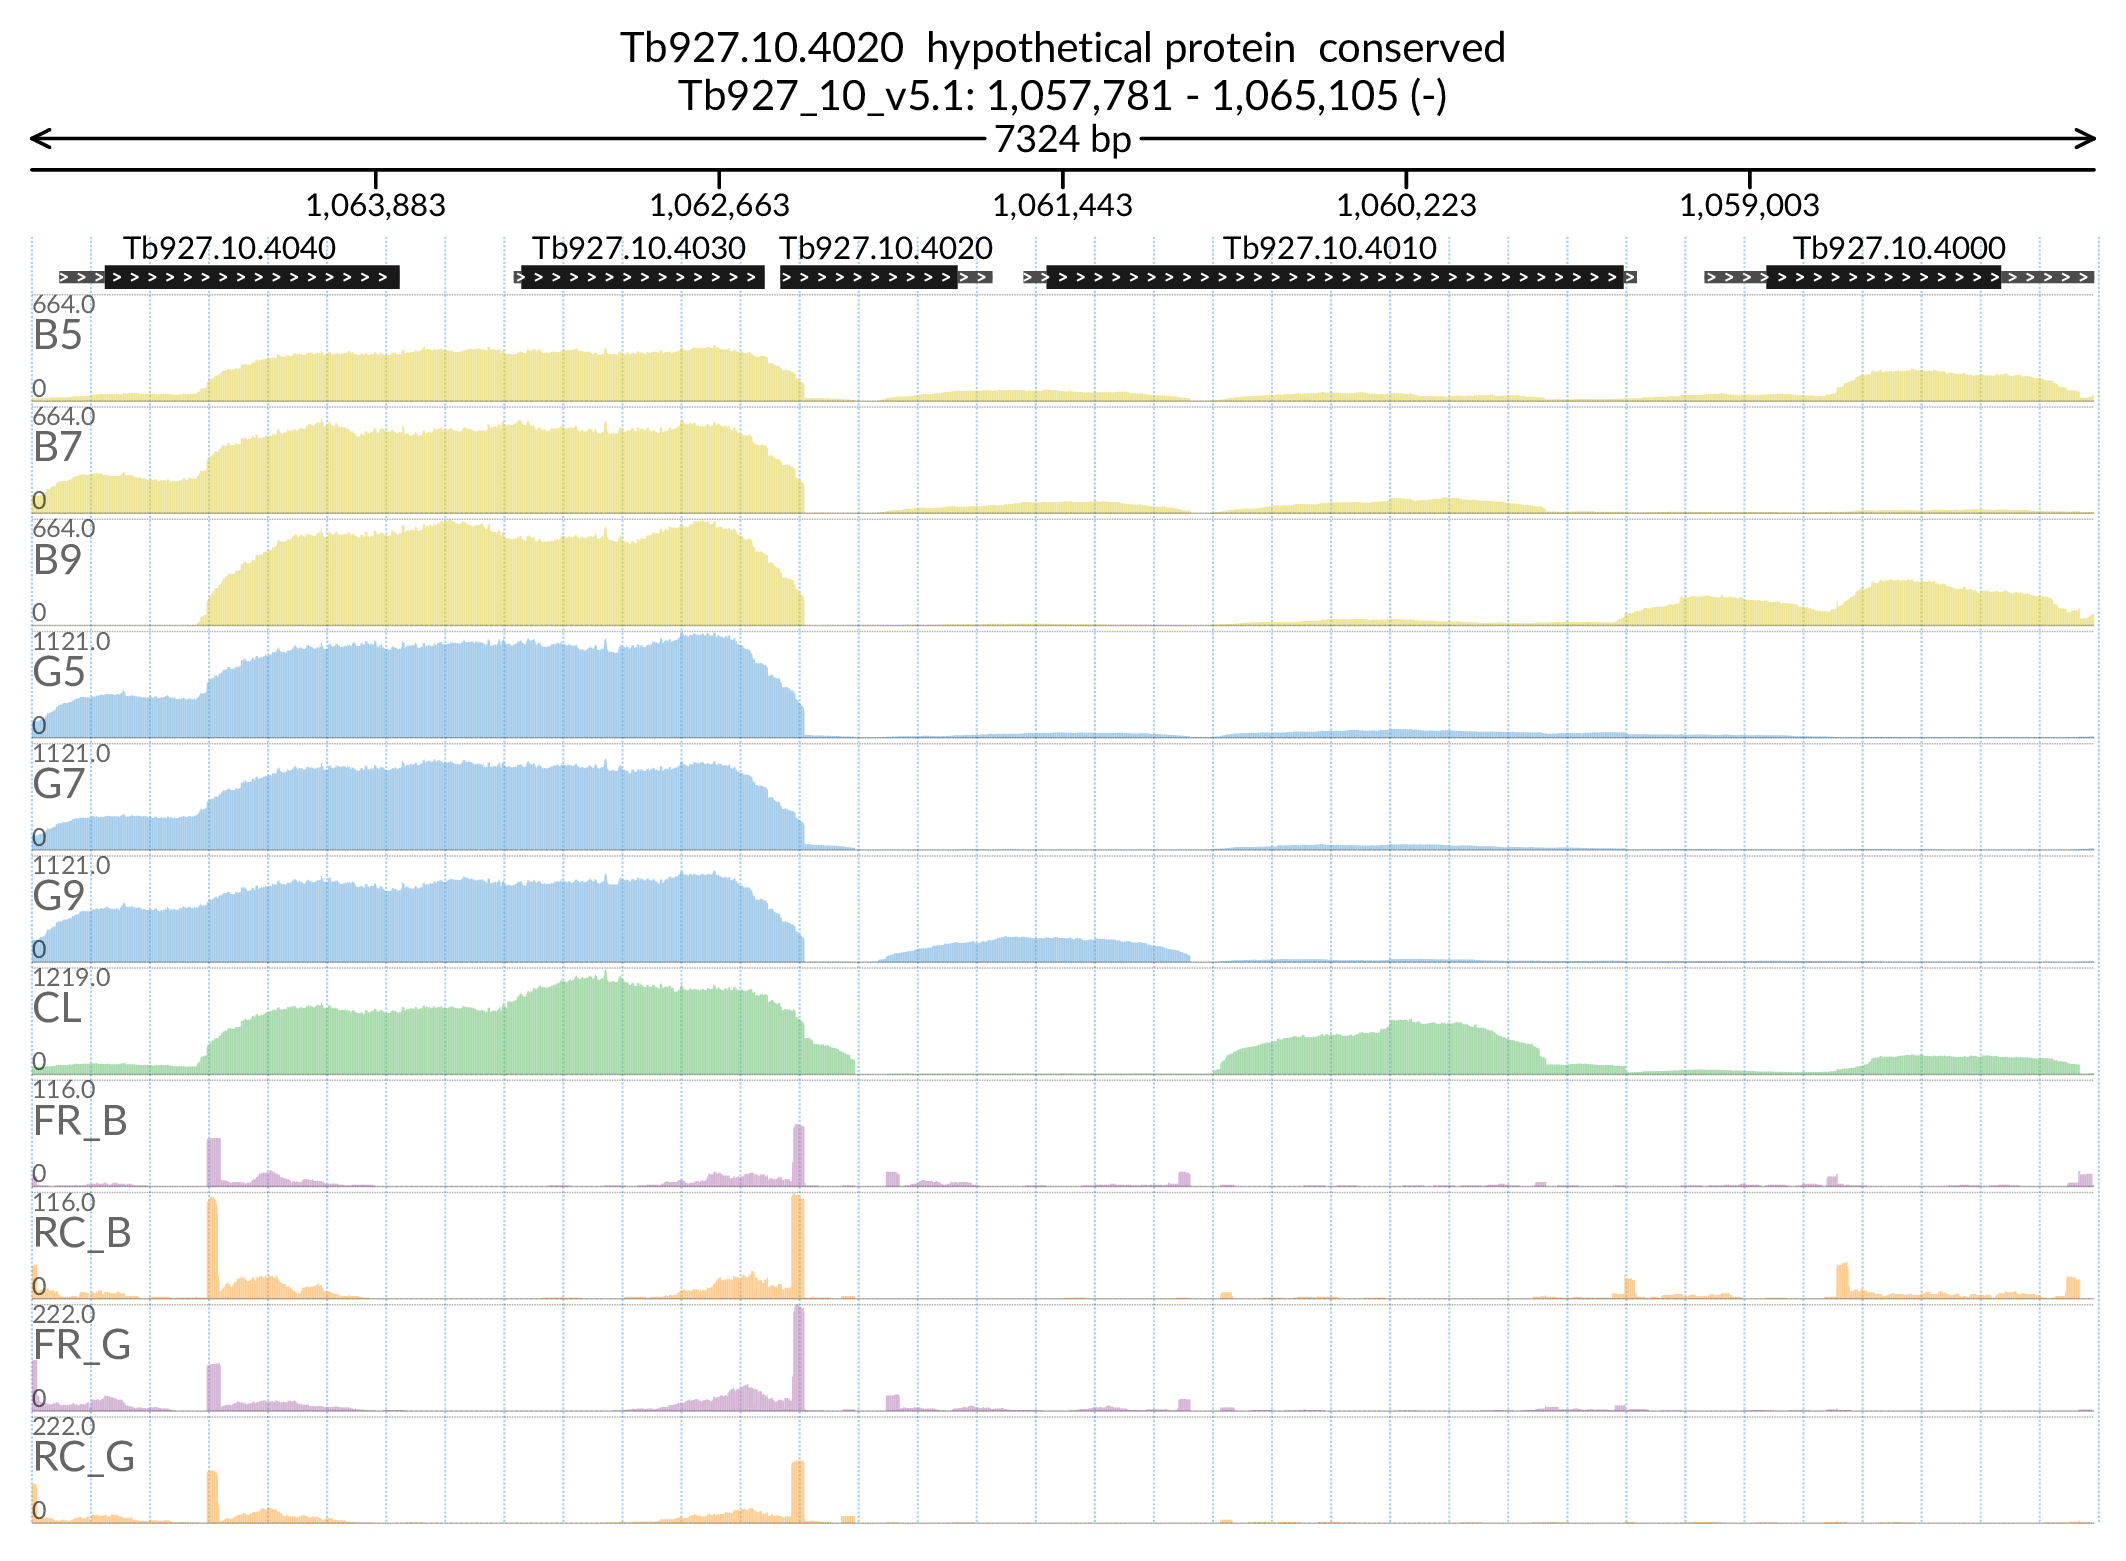 Tb927.10.4020 hypothetical protein conserved
Tb927_10_v5.1: 1,057,781 - 1,065,105 (-)
7324 bp
1,063,883 1,062,663 1,061,443 1,060,223 1,059,003
Tb927.10.4040 Tb927.10.4030 Tb927.10.4020 Tb927.10.4010 Tb927.10.4000
664.0
B5
0
664.0
B7
0
664.0
B9
0
1121.0
G5
0
1121.0
G7
0
1121.0
G9
0
1219.0
CL
0
116.0
FR_B
0
116.0
RC_B
0
222.0
FR_G
0
222.0
RC_G
0